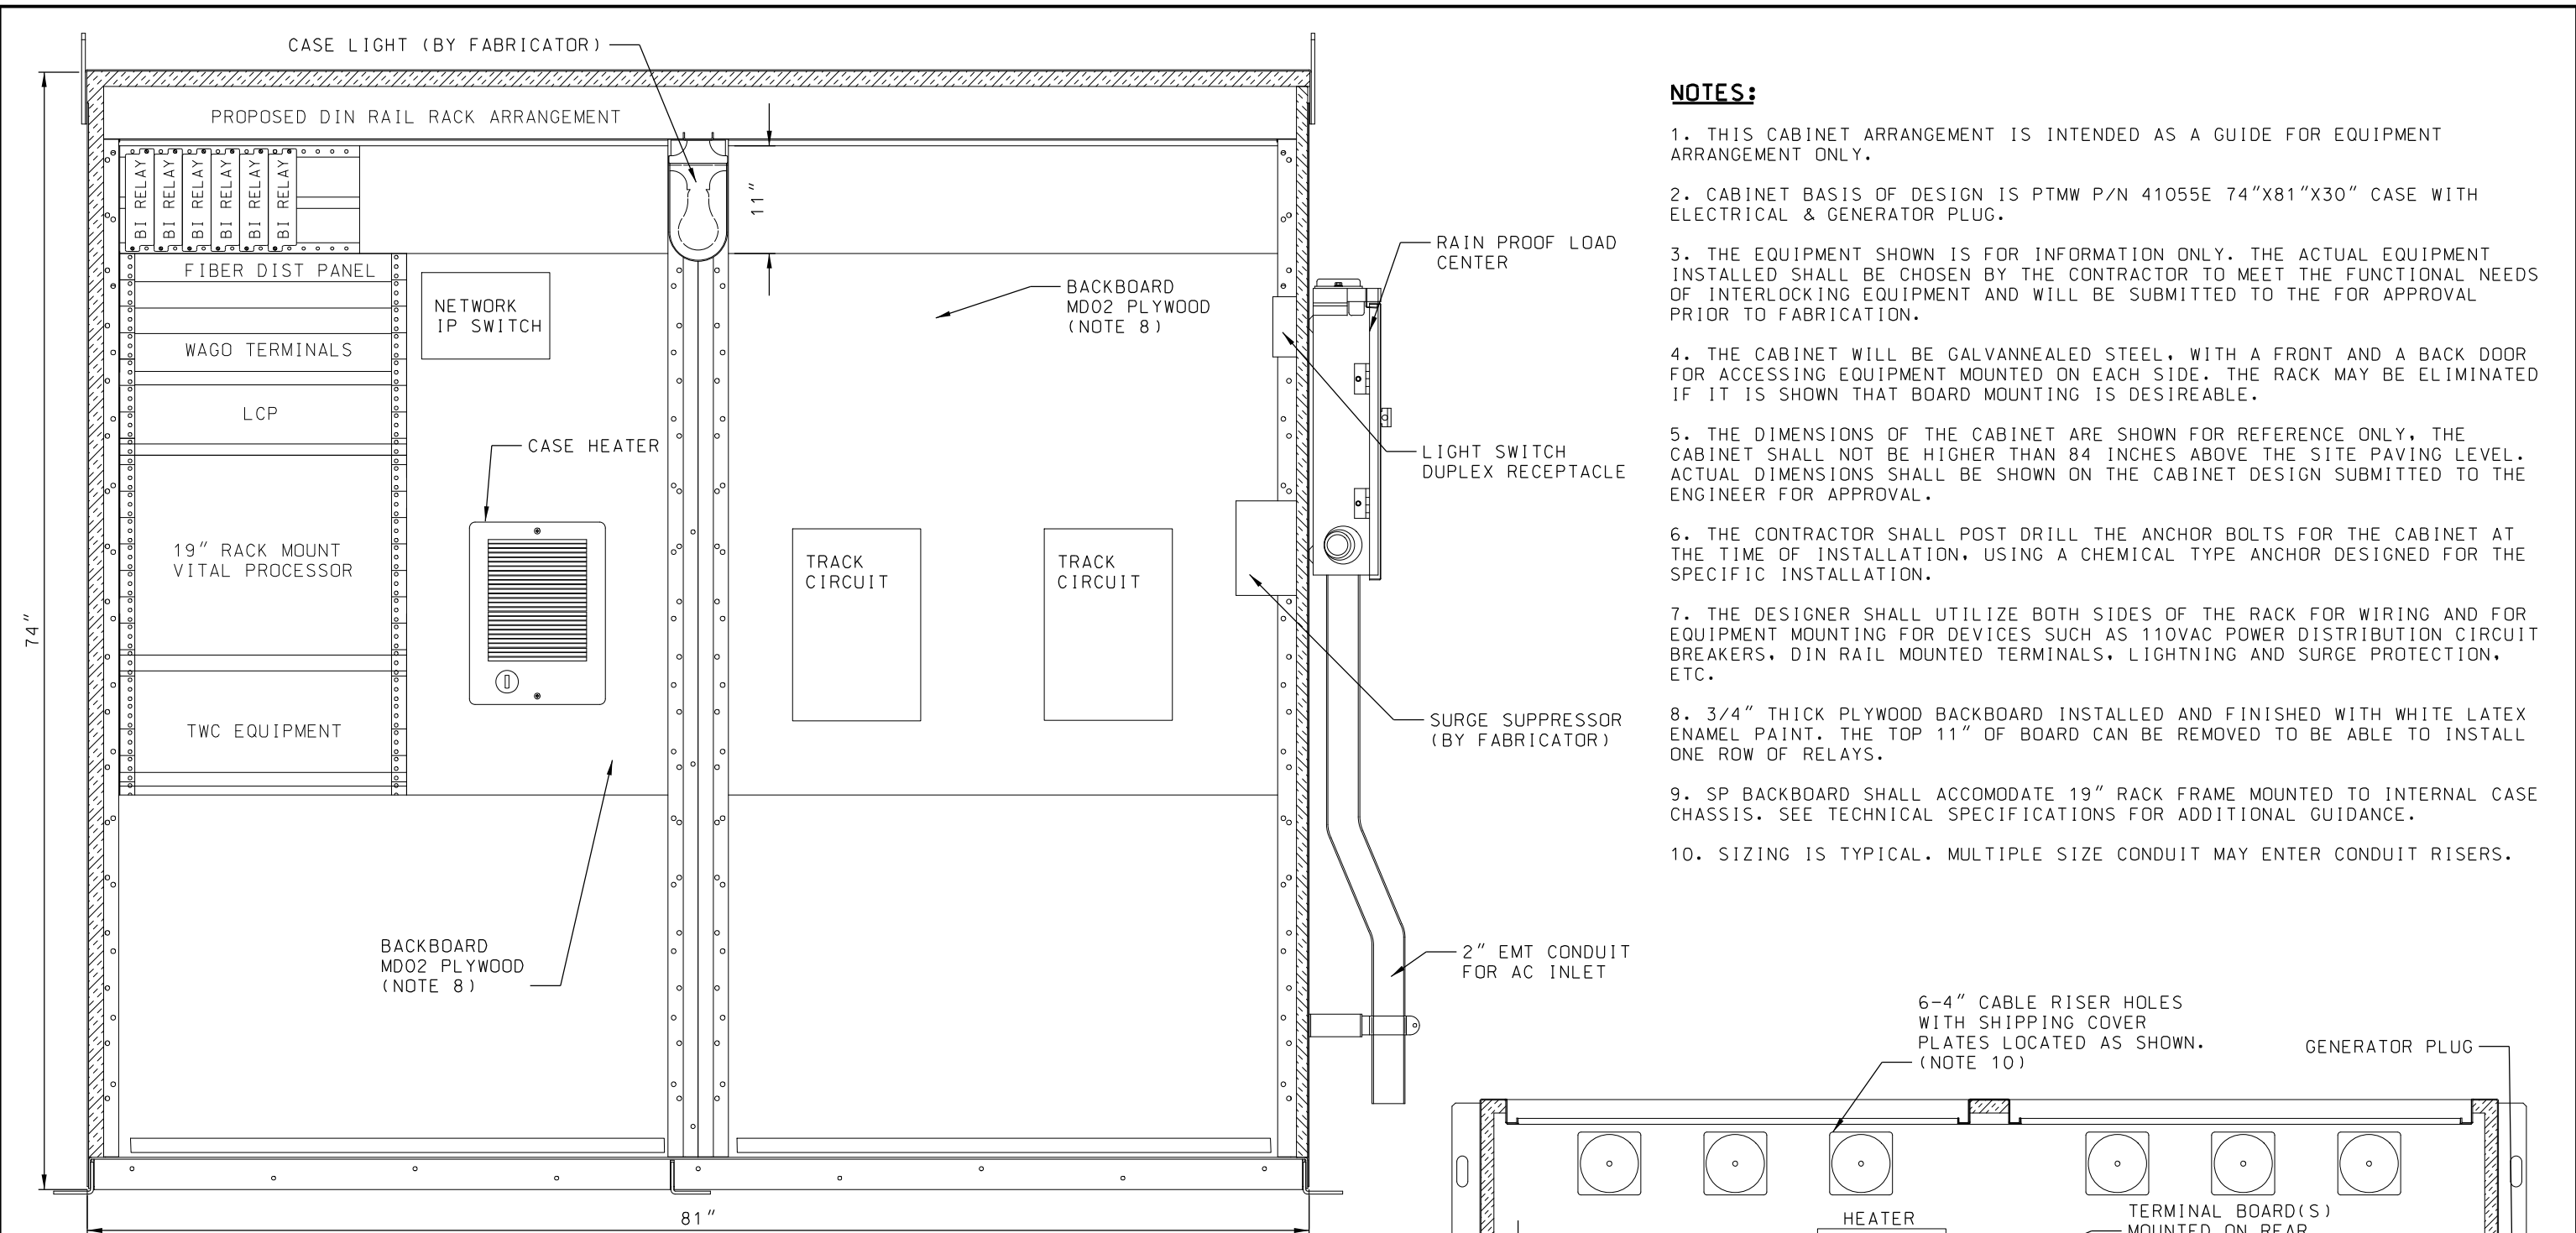 CASE LIGHT (BY FABRICATOR)
PROPOSED DIN RAIL RACK ARRANGEMENT
BI RELAY
BI RELAY
BI RELAY
BI RELAY
BI RELAY
BI RELAY
11"
FIBER DIST PANEL
NETWORK
IP SWITCH
WAGO TERMINALS
LCP
CASE HEATER
19" RACK MOUNT
VITAL PROCESSOR
TWC EQUIPMENT
BACKBOARD
MDO2 PLYWOOD
(NOTE 8)
TRACK
CIRCUIT
TRACK
CIRCUIT
BACKBOARD
MDO2 PLYWOOD
(NOTE 8)
74"
81"
RAIN PROOF LOAD
CENTER
LIGHT SWITCH
DUPLEX RECEPTACLE
SURGE SUPPRESSOR
(BY FABRICATOR)
2" EMT CONDUIT
FOR AC INLET
NOTES:
1. THIS CABINET ARRANGEMENT IS INTENDED AS A GUIDE FOR EQUIPMENT
ARRANGEMENT ONLY.
2. CABINET BASIS OF DESIGN IS PTMW P/N 41055E 74"X81"X30" CASE WITH
ELECTRICAL & GENERATOR PLUG.
3. THE EQUIPMENT SHOWN IS FOR INFORMATION ONLY. THE ACTUAL EQUIPMENT
INSTALLED SHALL BE CHOSEN BY THE CONTRACTOR TO MEET THE FUNCTIONAL NEEDS
OF INTERLOCKING EQUIPMENT AND WILL BE SUBMITTED TO THE FOR APPROVAL
PRIOR TO FABRICATION.
4. THE CABINET WILL BE GALVANNEALED STEEL, WITH A FRONT AND A BACK DOOR
FOR ACCESSING EQUIPMENT MOUNTED ON EACH SIDE. THE RACK MAY BE ELIMINATED
IF IT IS SHOWN THAT BOARD MOUNTING IS DESIREABLE.
5. THE DIMENSIONS OF THE CABINET ARE SHOWN FOR REFERENCE ONLY, THE
CABINET SHALL NOT BE HIGHER THAN 84 INCHES ABOVE THE SITE PAVING LEVEL.
ACTUAL DIMENSIONS SHALL BE SHOWN ON THE CABINET DESIGN SUBMITTED TO THE
ENGINEER FOR APPROVAL.
6. THE CONTRACTOR SHALL POST DRILL THE ANCHOR BOLTS FOR THE CABINET AT
THE TIME OF INSTALLATION, USING A CHEMICAL TYPE ANCHOR DESIGNED FOR THE
SPECIFIC INSTALLATION.
7. THE DESIGNER SHALL UTILIZE BOTH SIDES OF THE RACK FOR WIRING AND FOR
EQUIPMENT MOUNTING FOR DEVICES SUCH AS 110VAC POWER DISTRIBUTION CIRCUIT
BREAKERS, DIN RAIL MOUNTED TERMINALS, LIGHTNING AND SURGE PROTECTION,
ETC.
8. 3/4" THICK PLYWOOD BACKBOARD INSTALLED AND FINISHED WITH WHITE LATEX
ENAMEL PAINT. THE TOP 11" OF BOARD CAN BE REMOVED TO BE ABLE TO INSTALL
ONE ROW OF RELAYS.
9. SP BACKBOARD SHALL ACCOMODATE 19" RACK FRAME MOUNTED TO INTERNAL CASE
CHASSIS. SEE TECHNICAL SPECIFICATIONS FOR ADDITIONAL GUIDANCE.
10. SIZING IS TYPICAL. MULTIPLE SIZE CONDUIT MAY ENTER CONDUIT RISERS.
6-4" CABLE RISER HOLES
WITH SHIPPING COVER
PLATES LOCATED AS SHOWN.
(NOTE 10)
GENERATOR PLUG
HEATER
TERMINAL BOARD(S)
MOUNTED ON REAR